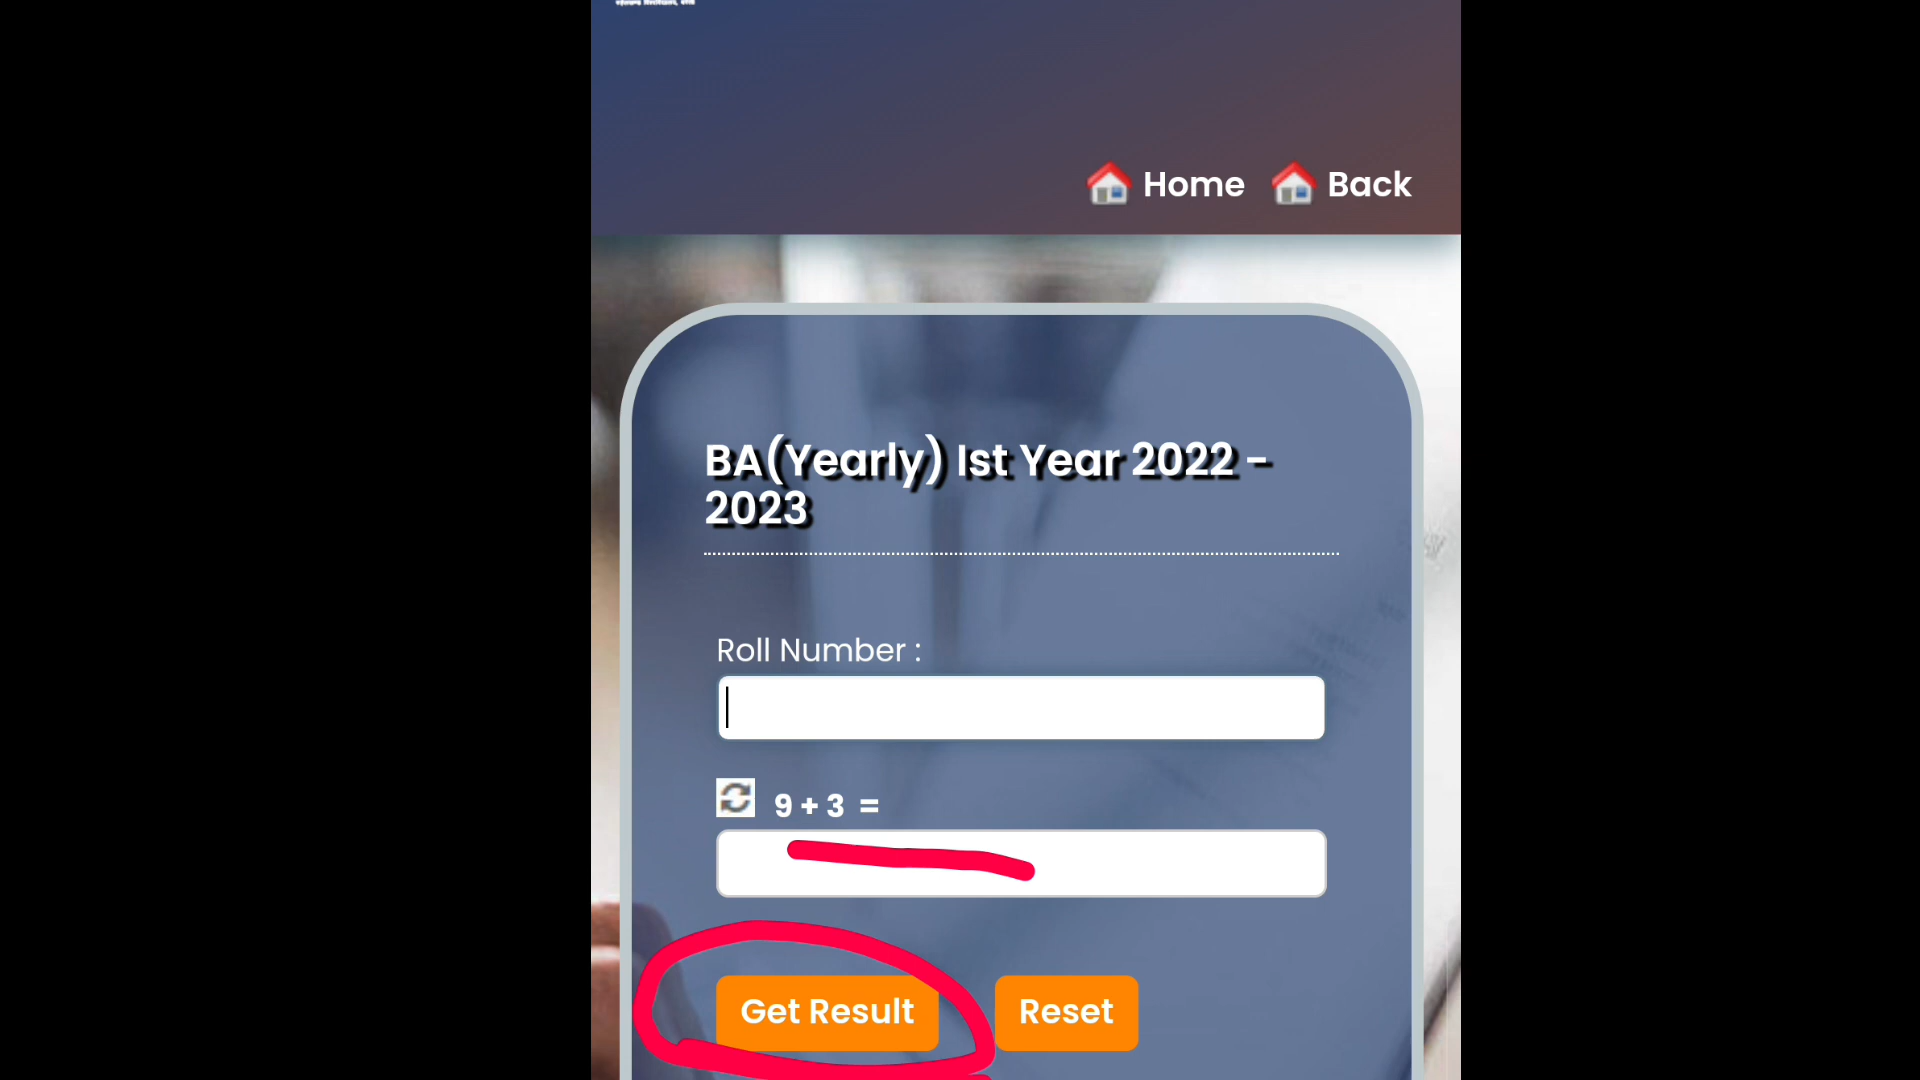 Home Back
BA(Yearly) Ist Year 2022 -
2023
Roll Number :
9 + 3 =
Get Result Reset